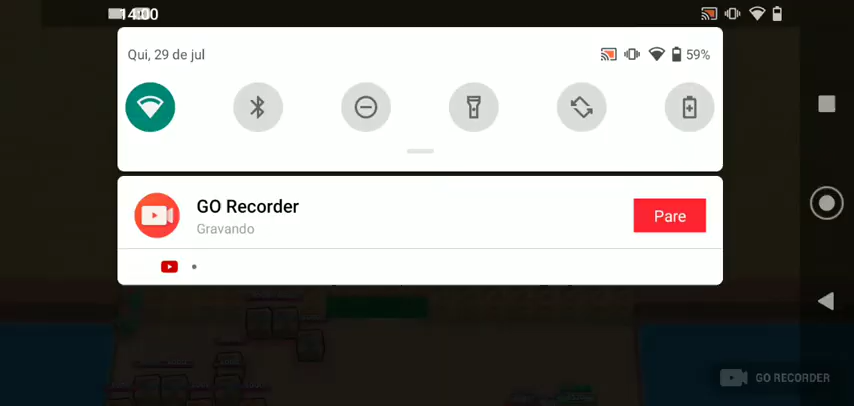 14:00
Qui, 29 de jul
59%
GO Recorder
Gravando
Pare
GO RECORDER